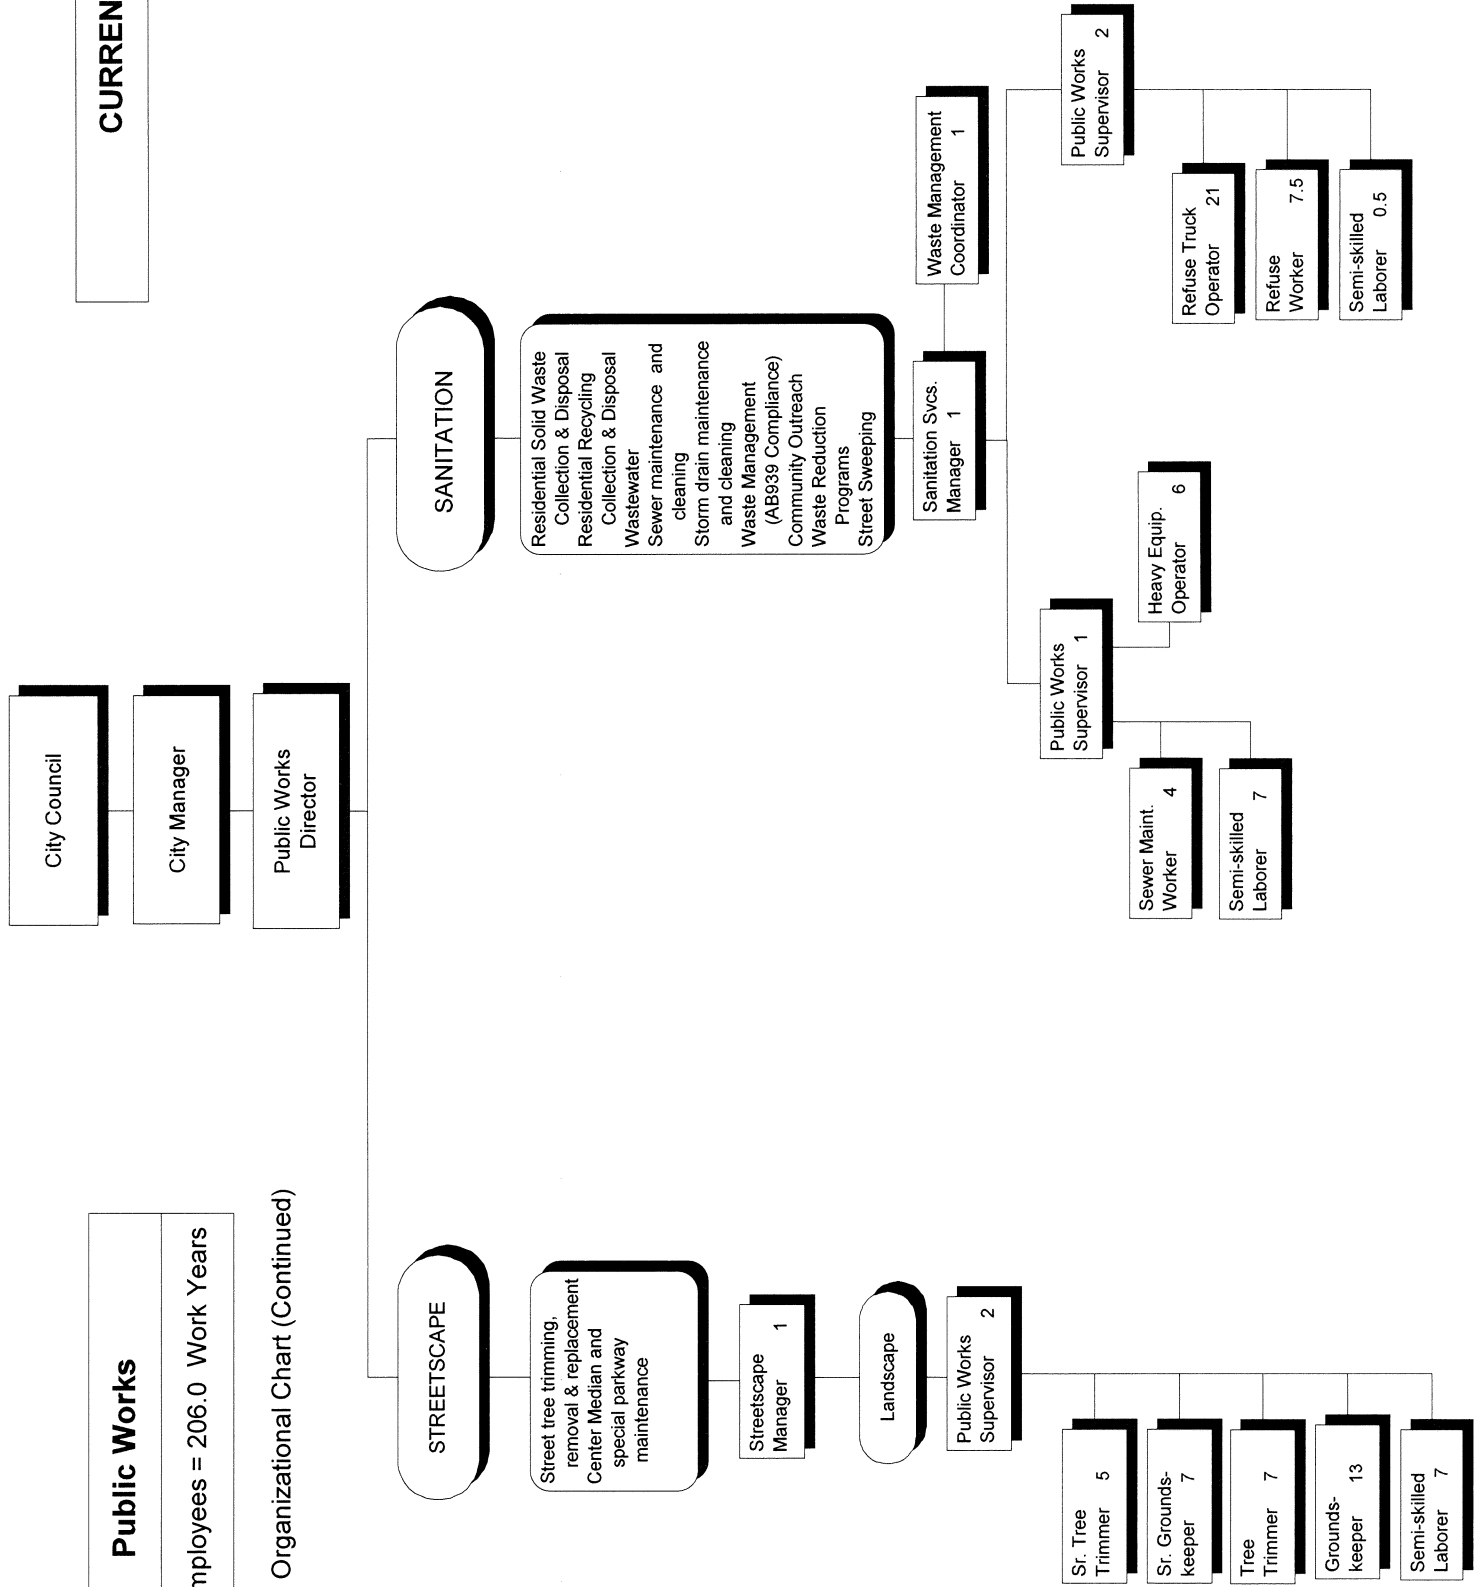 Public Works
= 206.0 Work Years
Organizational Chart (Continued)
City Council
City Manager
Public Works
Director
STREETSCAPE
Street tree trimming,
removal & replacement
Center Median and
special parkway
maintenance
Streetscape
Manager 1
Landscape
Public Works
Supervisor 2
Sr. Tree
Trimmer 5
Sr. Grounds-
keeper 7
Tree
Trimmer 7
Grounds-
keeper 13
Semi-skilled
Laborer 7
SANITATION
Residential Solid Waste
Collection & Disposal
Residential Recycling
Collection & Disposal
Wastewater
Sewer maintenance and
cleaning
Storm drain maintenance
and cleaning
Waste Management
(AB939 Compliance)
Community Outreach
Waste Reduction
Programs
Street Sweeping
Sanitation Svcs.
Manager 1
Waste Management
Coordinator 1
Public Works
Supervisor 1
Sewer Maint.
Worker 4
Semi-skilled
Laborer 7
Heavy Equip.
Operator 6
Public Works
Supervisor 2
Refuse Truck
Operator 21
Refuse
Worker 7.5
Semi-skilled
Laborer 0.5